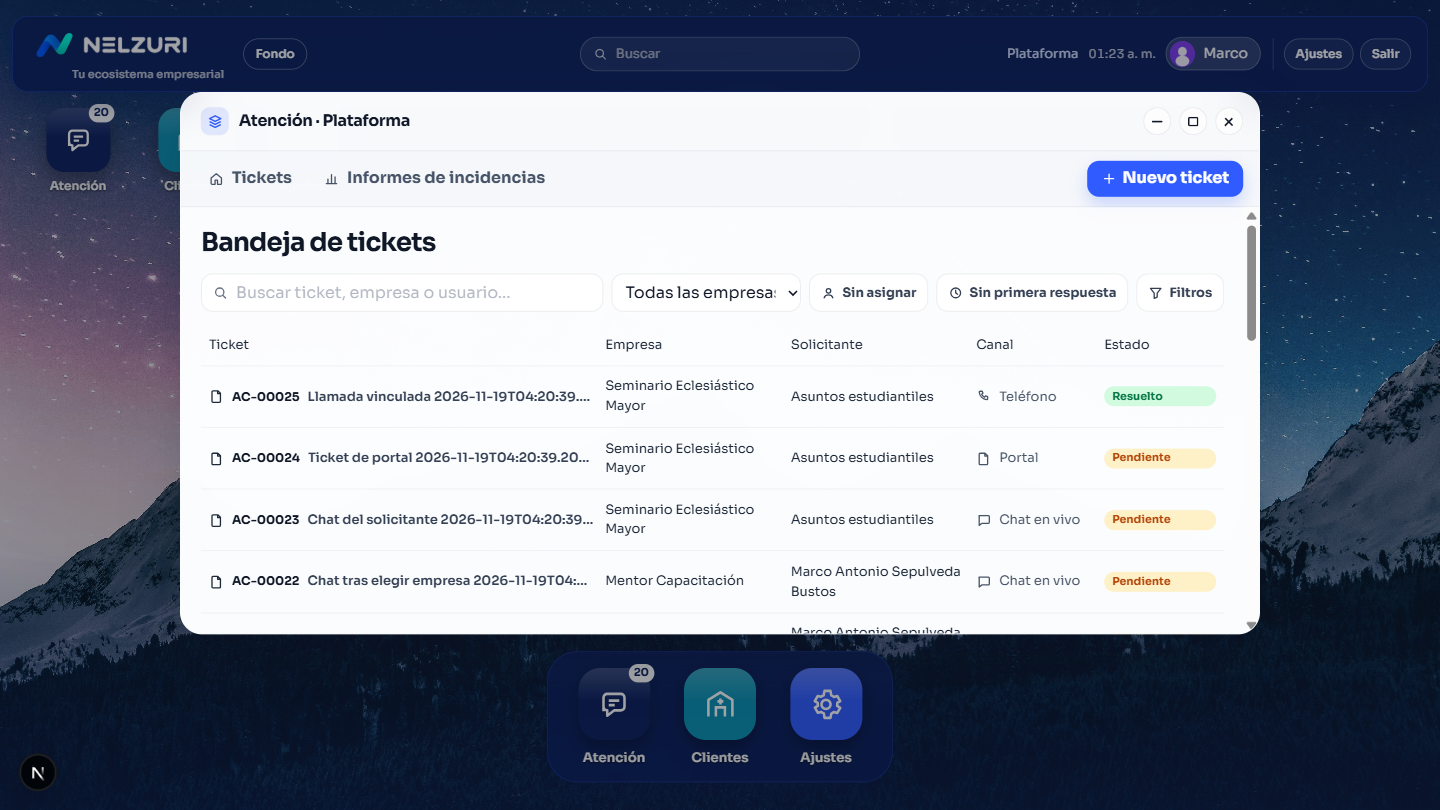 NELZURI
Tu ecosistema empresarial
Fondo
Buscar
Plataforma 01:23 a. m. Marco Ajustes Salir
20
Atención
Atención · Plataforma
Tickets Informes de incidencias + Nuevo ticket
Bandeja de tickets
Buscar ticket, empresa o usuario...
Sin asignar Sin primera respuesta Filtros
Todas las
Ticket Empresa Solicitante Canal Estado
AC-00025 Llamada vinculada 2026-11-19T04:20:39.... Seminario Eclesiástico Mayor Asuntos estudiantiles Teléfono Resuelto
AC-00024 Ticket de portal 2026-11-19T04:20:39.20... Seminario Eclesiástico Mayor Asuntos estudiantiles Portal Pendiente
AC-00023 Chat del solicitante 2026-11-19T04:20:39... Seminario Eclesiástico Mayor Asuntos estudiantiles Chat en vivo Pendiente
AC-00022 Chat tras elegir empresa 2026-11-19T04:... Mentor Capacitación Marco Antonio Sepulveda Bustos Chat en vivo Pendiente
Marco Antonio Sepulveda
20
Atención Clientes Ajustes
N